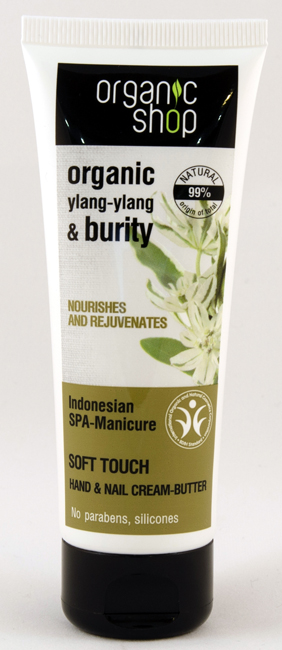 organic
shop
organic
ylang-ylang
& burity
NATURAL
99%
origin of total
NOURISHES
AND REJUVENATES
Indonesian
SPA-Manicure
SOFT TOUCH
HAND & NAIL CREAM-BUTTER
No parabens, silicones